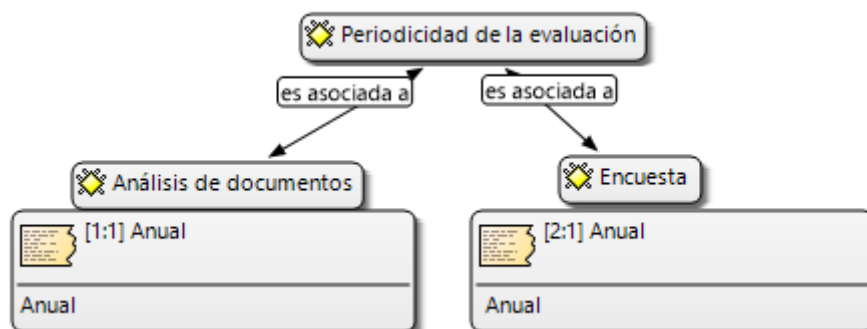 Periodicidad de la evaluación
es asociada a
es asociada a
Análisis de documentos
Encuesta
[1:1] Anual
Anual
[2:1] Anual
Anual